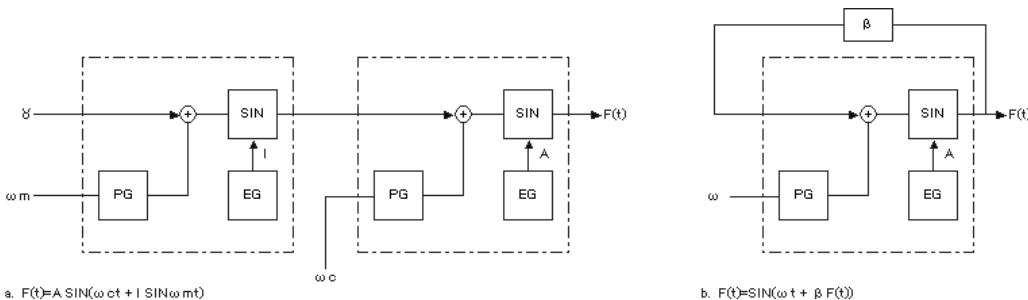 β
ɣ
+
SIN
+
SIN
F(t)
+
SIN
F(t)
I
A
A
ω m
PG
EG
PG
EG
ω
PG
EG
ω c
a. F(t)=A SIN(ω ct + I SINω mt)
b. F(t)=SIN(ω t + β F(t))